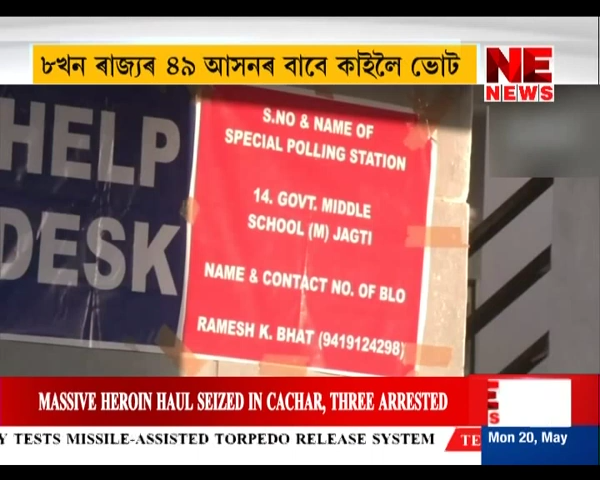 ৮খন ৰাজ্যৰ ৪৯ আসনৰ বাবে কাইলৈ ভোট
NE
NEWS
HELP
DESK
S.NO & NAME OF
SPECIAL POLLING STATION
14. GOVT. MIDDLE
SCHOOL (M) JAGTI
NAME & CONTACT NO. OF BLO
RAMESH K. BHAT (9419124298)
MASSIVE HEROIN HAUL SEIZED IN CACHAR, THREE ARRESTED
Y TESTS MISSILE-ASSISTED TORPEDO RELEASE SYSTEM
TE
Mon 20, May